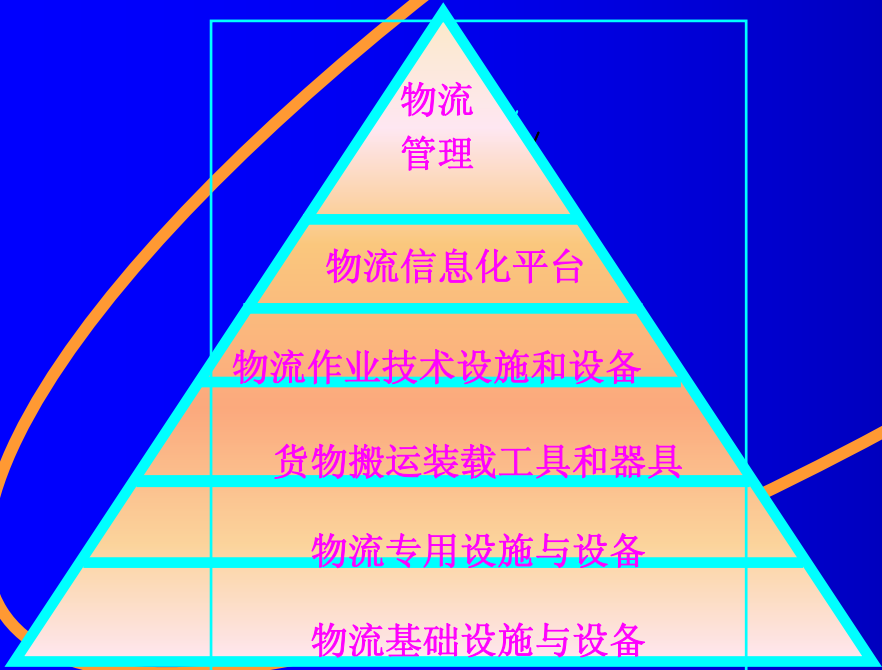 物流
管理
物流信息化平台
物流作业技术设施和设备
货物搬运装载工具和器具
物流专用设施与设备
物流基础设施与设备